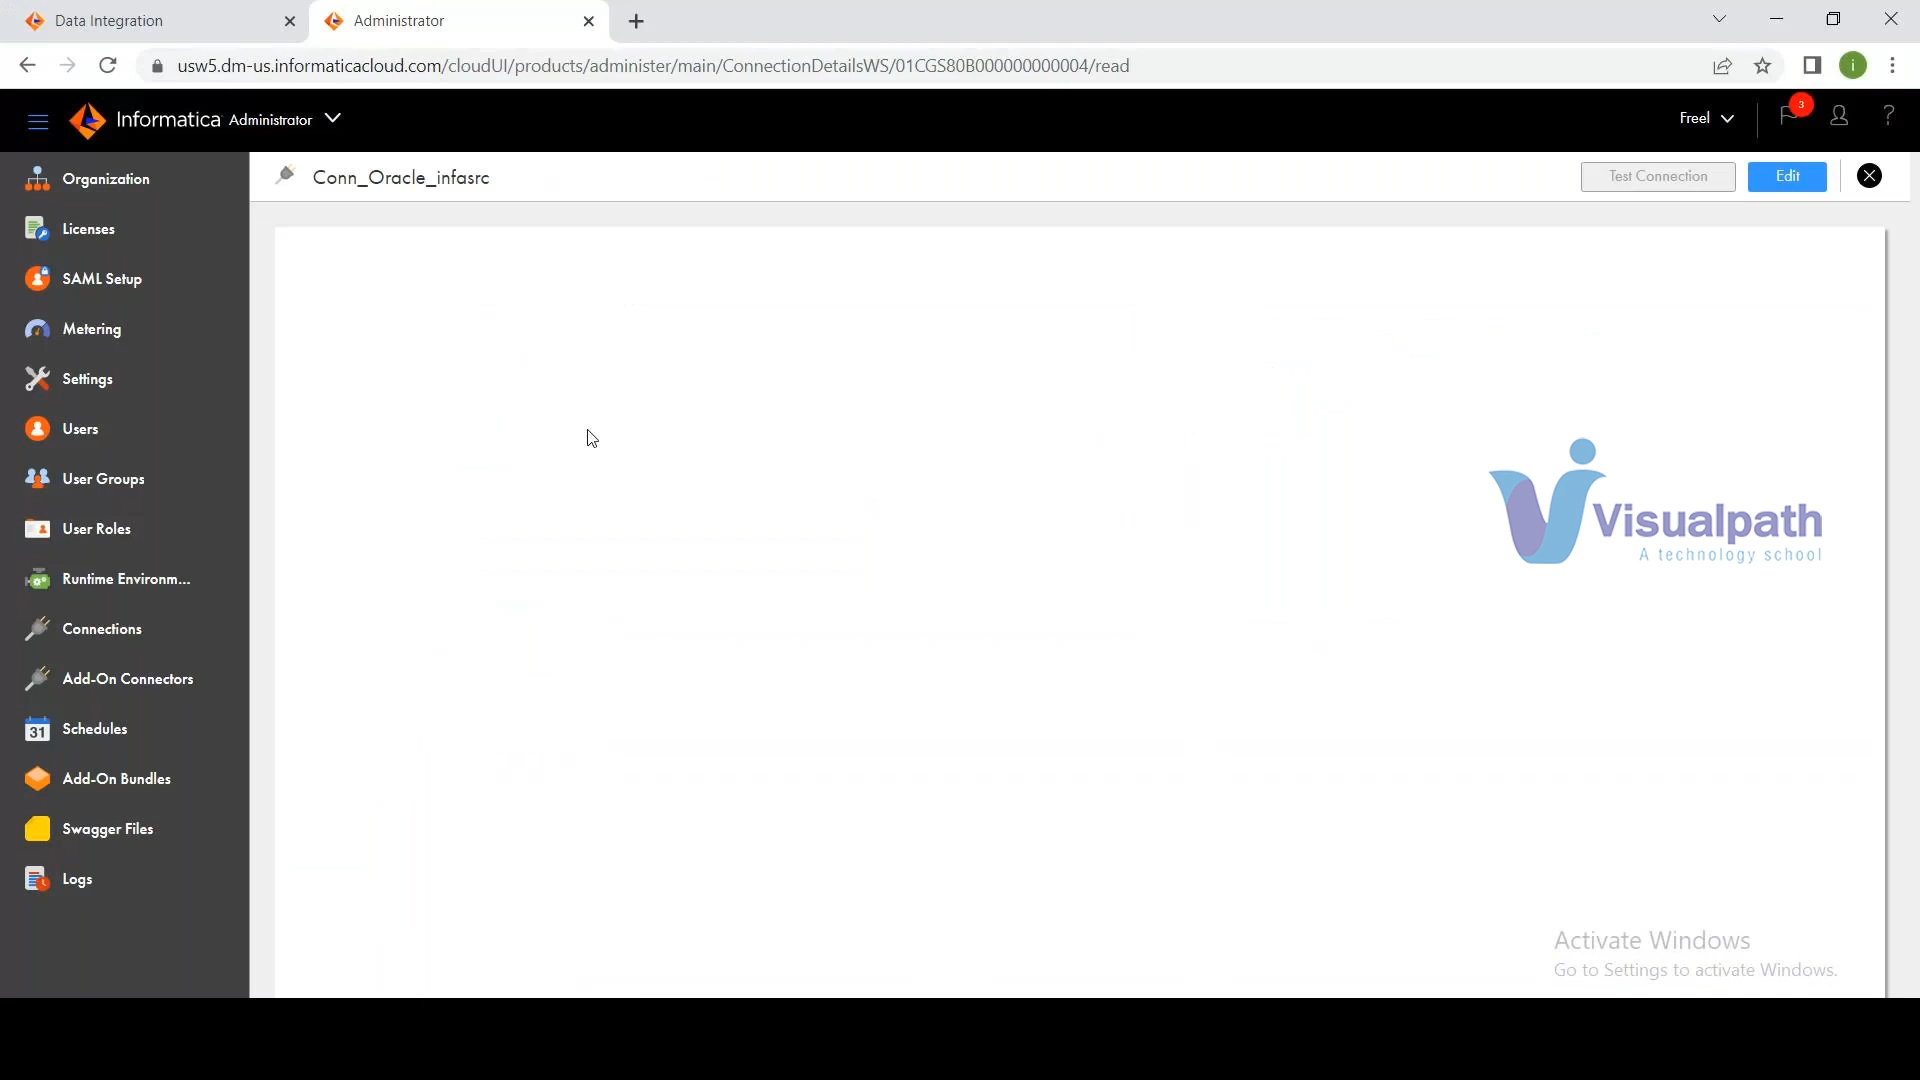 Data Integration
Administrator
usw5.dm-us.informaticacloud.com/cloudUI/products/administer/main/ConnectionDetailsWS/01CGS80B000000000004/read
i
Informatica Administrator
Freel
3
?
Organization
Licenses
SAML Setup
Metering
Settings
Users
User Groups
User Roles
Runtime Environm...
Connections
Add-On Connectors
31
Schedules
Add-On Bundles
Swagger Files
Logs
Conn_Oracle_infasrc
Test Connection
Edit
Visualpath
A technology school
Activate Windows
Go to Settings to activate Windows.